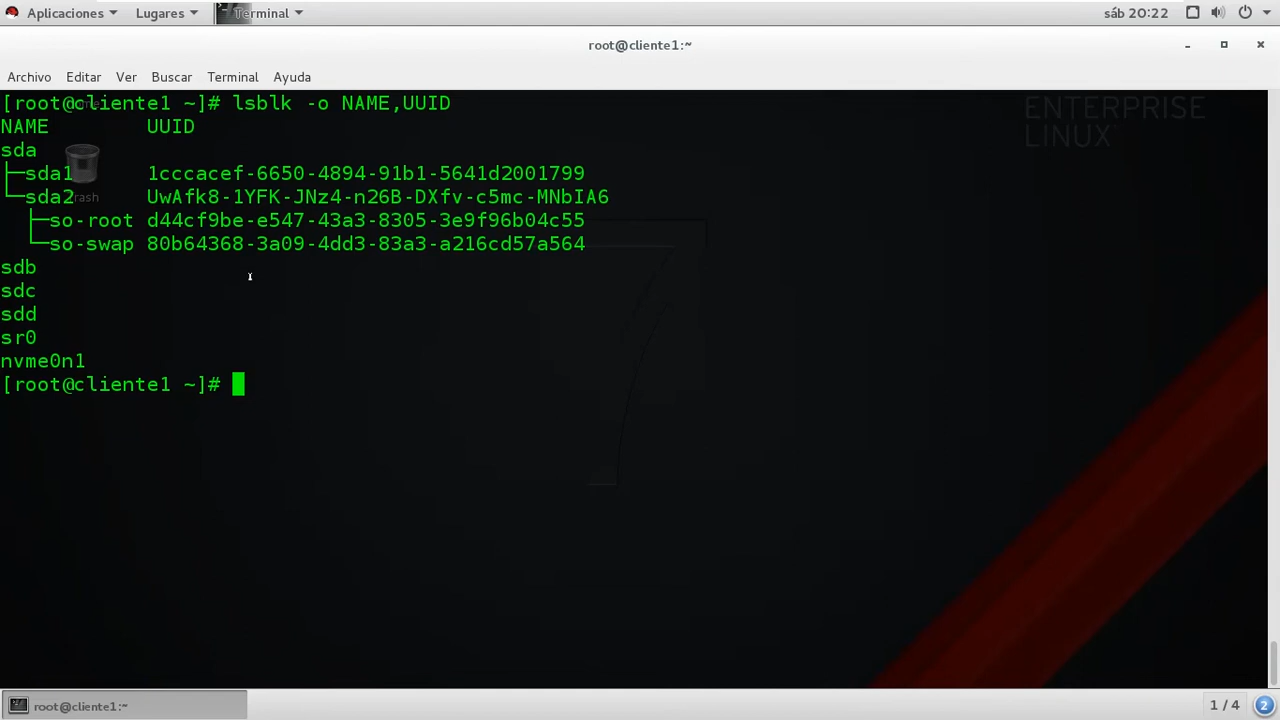 Aplicaciones Lugares Terminal sáb 20:22
root@cliente1:~
Archivo Editar Ver Buscar Terminal Ayuda
[root@cliente1 ~]# lsblk -o NAME,UUID
NAME UUID
sda
├─sda1 1cccacef-6650-4894-91b1-5641d2001799
└─sda2 UwAfk8-1YFK-JNz4-n26B-DXfv-c5mc-MNbIA6
├─so-root d44cf9be-e547-43a3-8305-3e9f96b04c55
└─so-swap 80b64368-3a09-4dd3-83a3-a216cd57a564
sdb
sdc
sdd
sr0
nvme0n1
[root@cliente1 ~]#
ENTERPRISE
LINUX
root@cliente1:~ 1 / 4 2